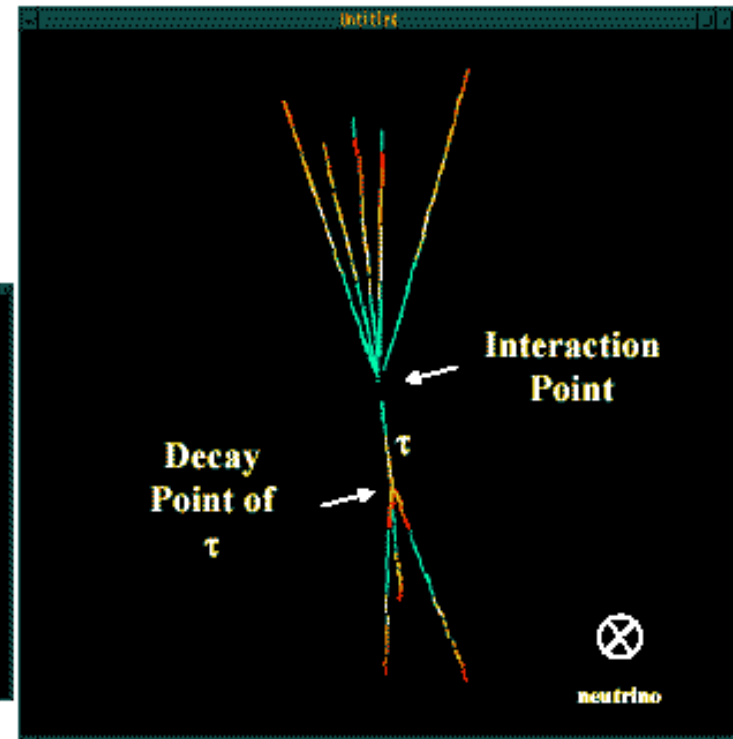 Untitled
Interaction
Point
τ
Decay
Point of
τ
neutrino